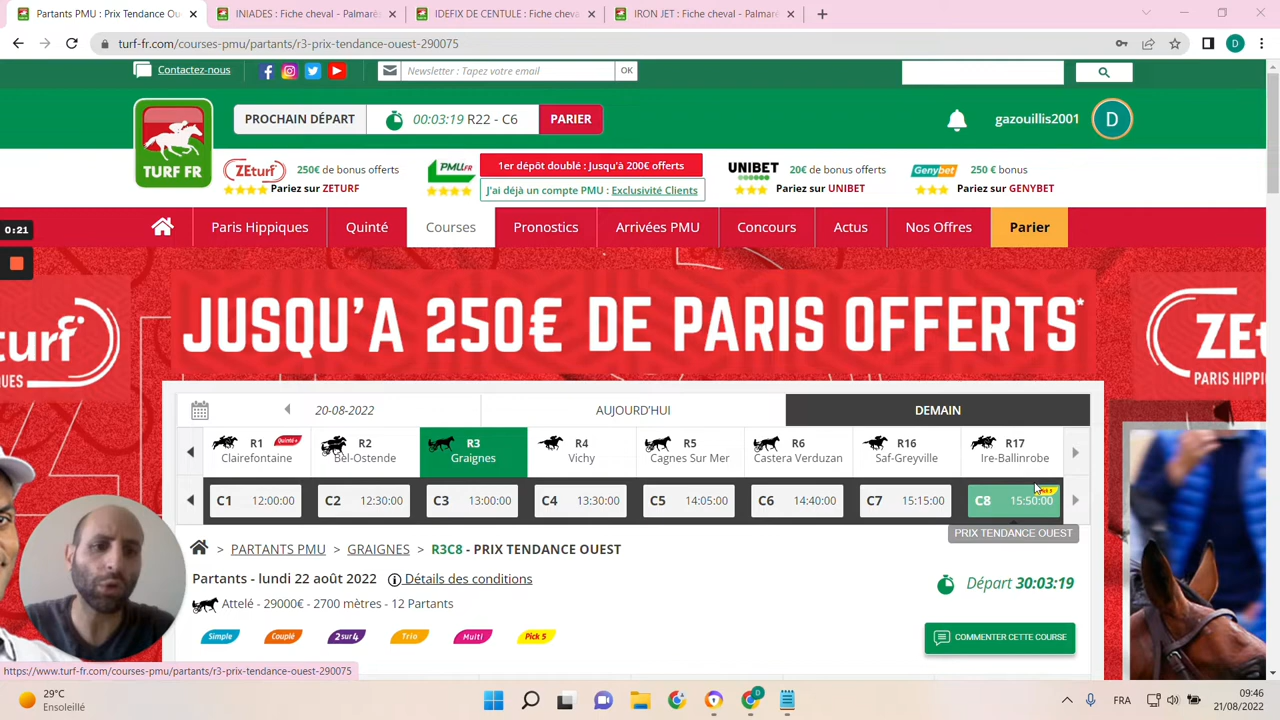 Partants PMU : Prix Tendance Ou
INIADES : Fiche cheval - Palmarè
IDEFIX DE CENTULE : Fiche cheva
IRON JET : Fiche cheval - Palmar
turf-fr.com/courses-pmu/partants/r3-prix-tendance-ouest-290075
D
Contactez-nous
Newsletter : Tapez votre email
OK
PROCHAIN DÉPART
00:03:19 R22 - C6
PARIER
gazouillis2001
D
TURF FR
ZEturf
250€ de bonus offerts
Pariez sur ZETURF
PMU.FR
1er dépôt doublé : Jusqu'à 200€ offerts
J'ai déjà un compte PMU : Exclusivité Clients
UNIBET
20€ de bonus offerts
Pariez sur UNIBET
Genybet
250 € bonus
Pariez sur GENYBET
0:21
Paris Hippiques
Quinté
Courses
Pronostics
Arrivées PMU
Concours
Actus
Nos Offres
Parier
JUSQU'A 250€ DE PARIS OFFERTS*
turf
IQUES
ZE
PARIS HIPPI
20-08-2022
AUJOURD'HUI
DEMAIN
R1 Quinté+
Clairefontaine
R2
Bel-Ostende
R3
Graignes
R4
Vichy
R5
Cagnes Sur Mer
R6
Castera Verduzan
R16
Saf-Greyville
R17
Ire-Ballinrobe
C1 12:00:00
C2 12:30:00
C3 13:00:00
C4 13:30:00
C5 14:05:00
C6 14:40:00
C7 15:15:00
C8 15:50:00
PRIX TENDANCE OUEST
> PARTANTS PMU > GRAIGNES > R3C8 - PRIX TENDANCE OUEST
Partants - lundi 22 août 2022 Détails des conditions
Départ 30:03:19
Attelé - 29000€ - 2700 mètres - 12 Partants
Simple
Couplé
2 sur 4
Trio
Multi
Pick 5
COMMENTER CETTE COURSE
https://www.turf-fr.com/courses-pmu/partants/r3-prix-tendance-ouest-290075
29°C
Ensoleillé
D
FRA
09:46
21/08/2022